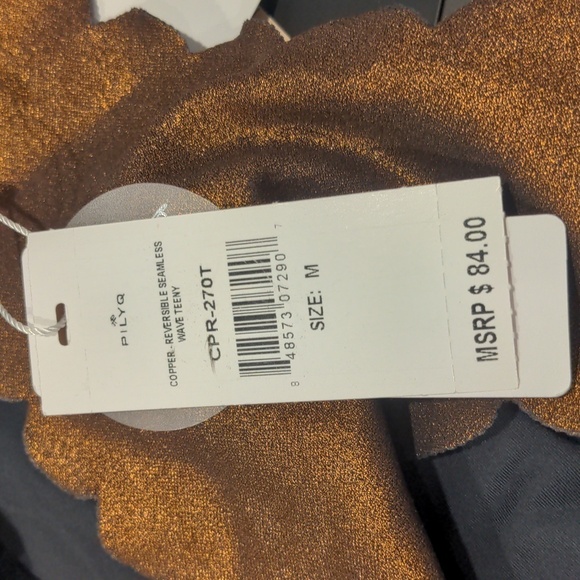 PILYQ
COPPER-REVERSIBLE SEAMLESS
WAVE TEENY
CPR-270T
8 48573 07290 7
SIZE: M
MSRP $ 84.00